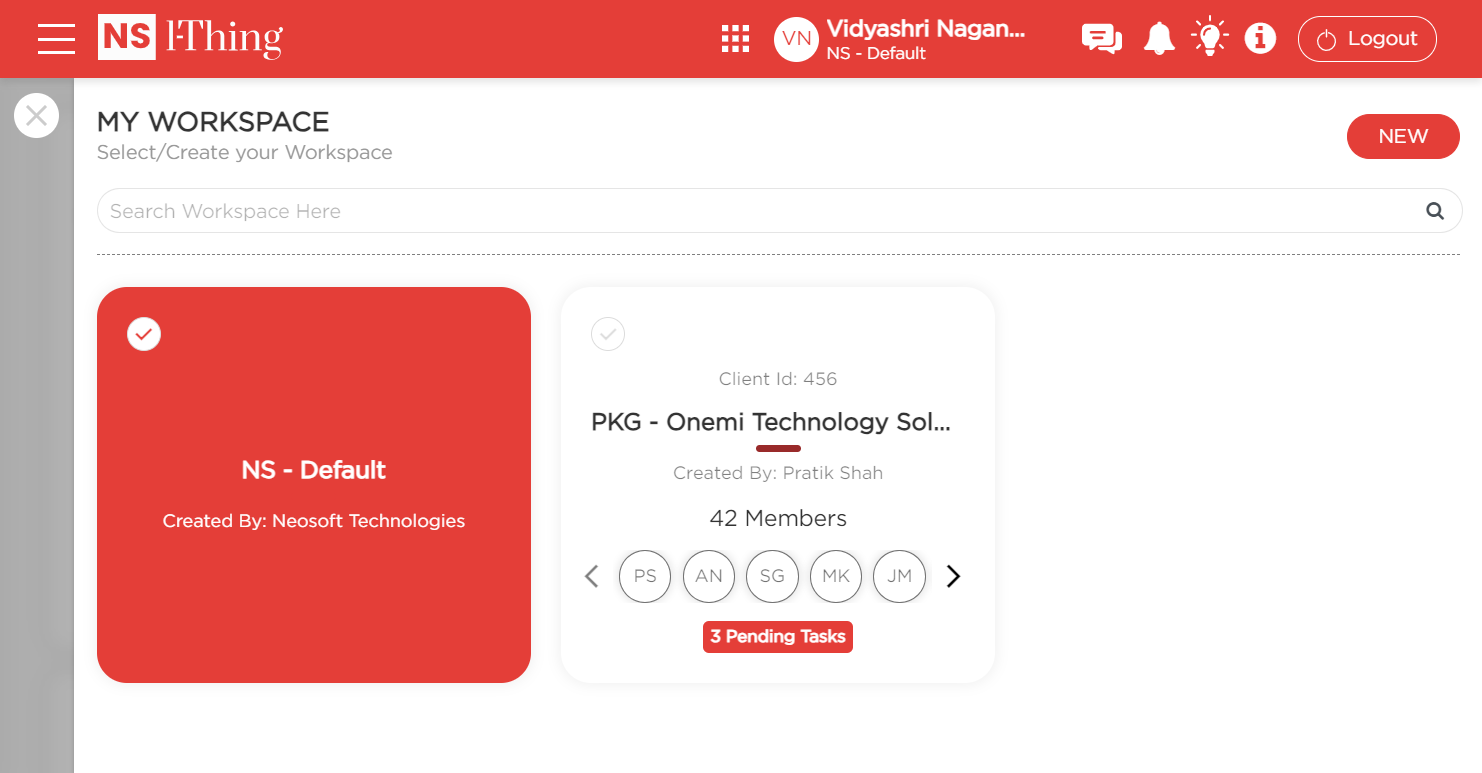 NS 1-Thing
VN
Vidyashri Nagan...
NS - Default
Logout
MY WORKSPACE
Select/Create your Workspace
NEW
Search Workspace Here
NS - Default
Created By: Neosoft Technologies
Client Id: 456
PKG - Onemi Technology Sol...
Created By: Pratik Shah
42 Members
PS AN SG MK JM
3 Pending Tasks